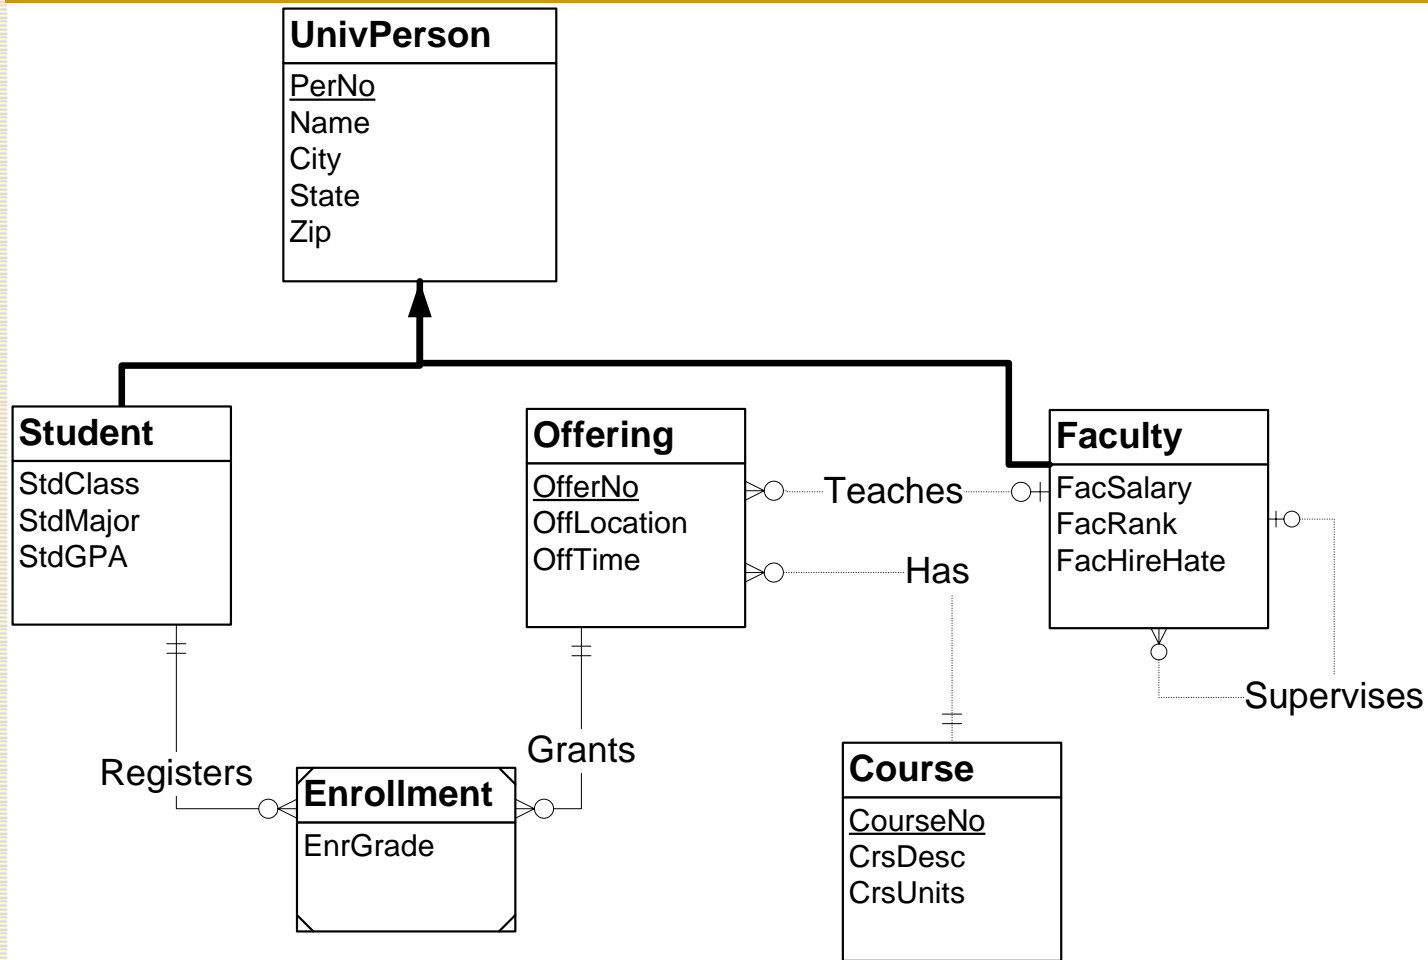 UnivPerson
PerNo
Name
City
State
Zip
Student
StdClass
StdMajor
StdGPA
Offering
OfferNo
OffLocation
OffTime
Teaches
Has
Faculty
FacSalary
FacRank
FacHireHate
Supervises
Registers
Grants
Enrollment
EnrGrade
Course
CourseNo
CrsDesc
CrsUnits